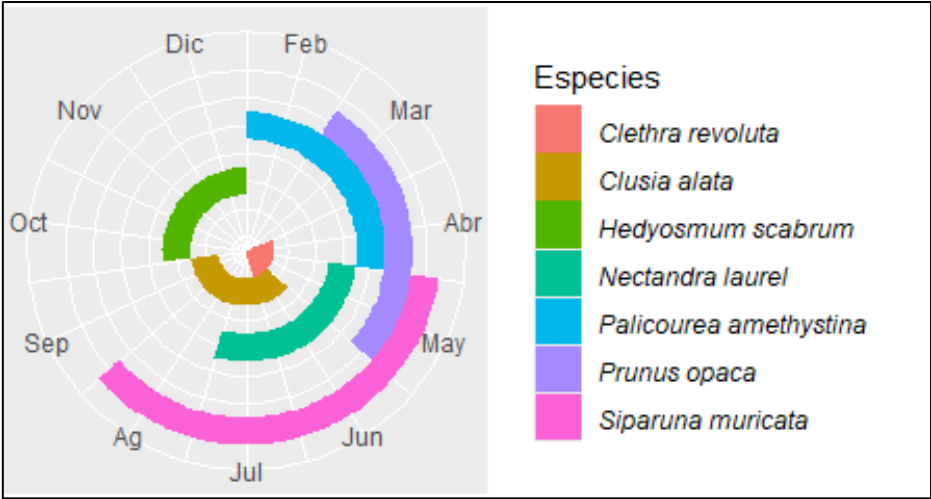 Dic
Feb
Nov
Mar
Oct
Abr
Sep
May
Ag
Jun
Jul
Especies
Clethra revoluta
Clusia alata
Hedyosmum scabrum
Nectandra laurel
Palicourea amethystina
Prunus opaca
Siparuna muricata